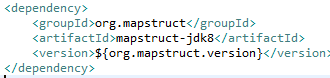 <dependency>
<groupId>org.mapstruct</groupId>
<artifactId>mapstruct-jdk8</artifactId>
<version>${org.mapstruct.version}</version>
</dependency>